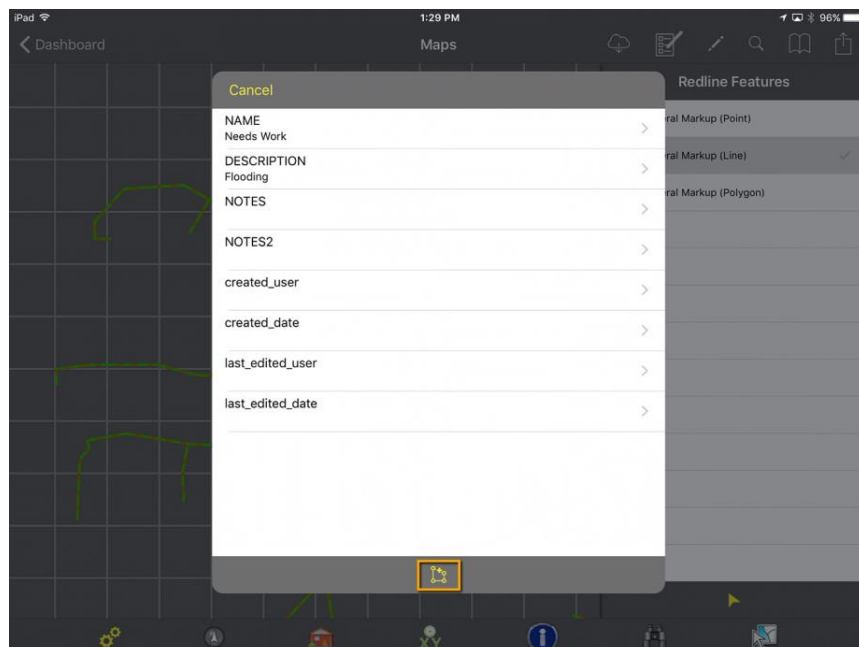 iPad
1:29 PM
96%
Dashboard
Maps
Cancel
Redline Features
NAME
Needs Work
ral Markup (Point)
DESCRIPTION
Flooding
ral Markup (Line)
NOTES
ral Markup (Polygon)
NOTES2
created_user
created_date
last_edited_user
last_edited_date
XY